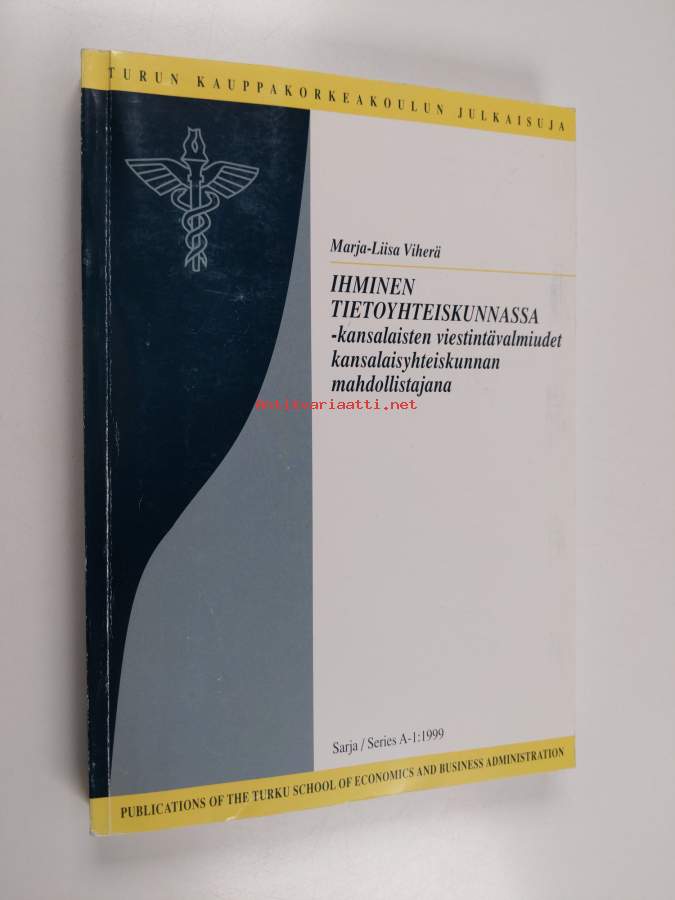 TURUN KAUPPAKORKEAKOULUN JULKAISUJA
Marja-Liisa Viherä
IHMINEN
TIETOYHTEISKUNNASSA
-kansalaisten viestintävalmiudet
kansalaisyhteiskunnan
mahdollistajana
Antikvariaatti.net
Sarja / Series A-1:1999
PUBLICATIONS OF THE TURKU SCHOOL OF ECONOMICS AND BUSINESS ADMINISTRATION